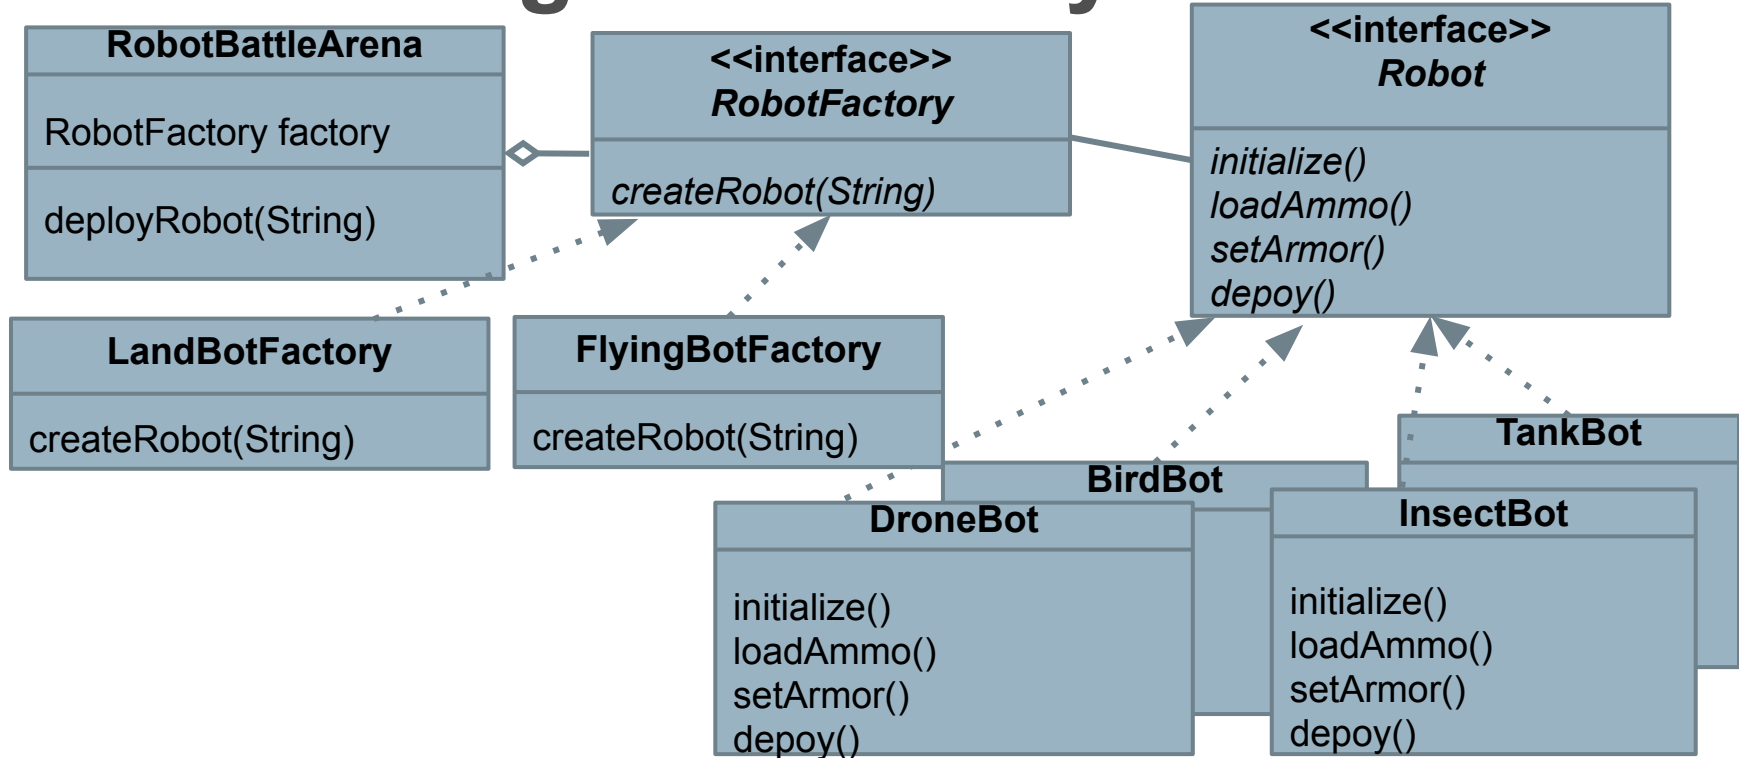 RobotBattleArena
RobotFactory factory
deployRobot(String)
<<interface>>
RobotFactory
createRobot(String)
<<interface>>
Robot
initialize()
loadAmmo()
setArmor()
depoy()
LandBotFactory
createRobot(String)
FlyingBotFactory
createRobot(String)
BirdBot
DroneBot
initialize()
loadAmmo()
setArmor()
depoy()
TankBot
InsectBot
initialize()
loadAmmo()
setArmor()
depoy()